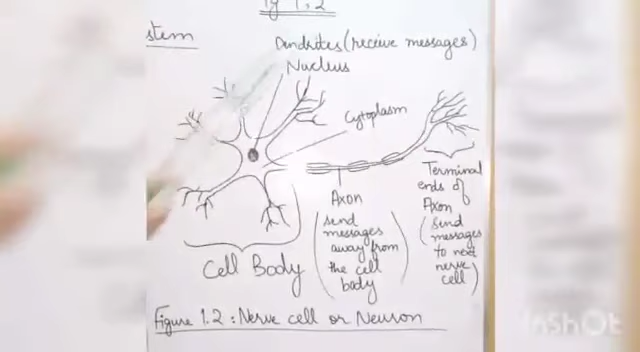 Fig 1.2
stem
Dendrites (receive messages)
Nucleus
Cytoplasm
Axon
(send
messages
away from
the cell
body)
Terminal
ends of
Axon
(send
messages
to next
nerve
cell)
Cell Body
Figure 1.2 : Nerve cell or Neuron
InShOt